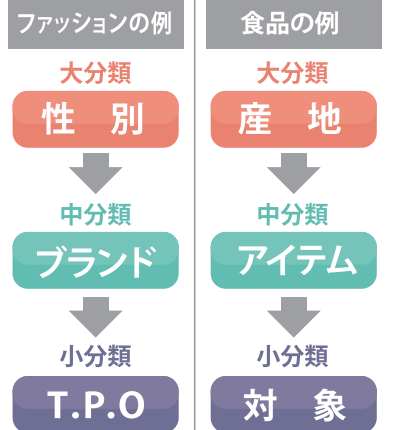 ファッションの例
大分類
性 別
中分類
ブランド
小分類
T.P.O
食品の例
大分類
産 地
中分類
アイテム
小分類
対 象